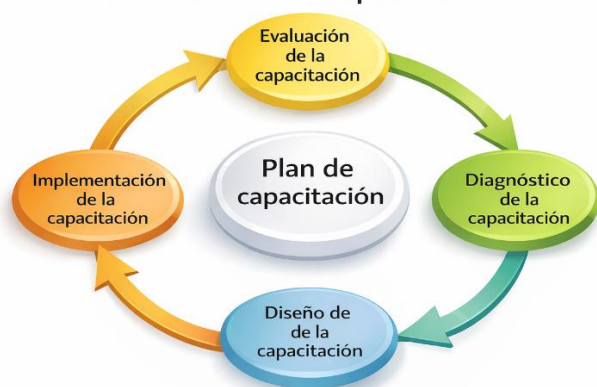 Evaluación
de la
capacitación
Implementación
de la
capacitación
Plan de
capacitación
Diagnóstico
de la
capacitación
Diseño de
de la
capacitación